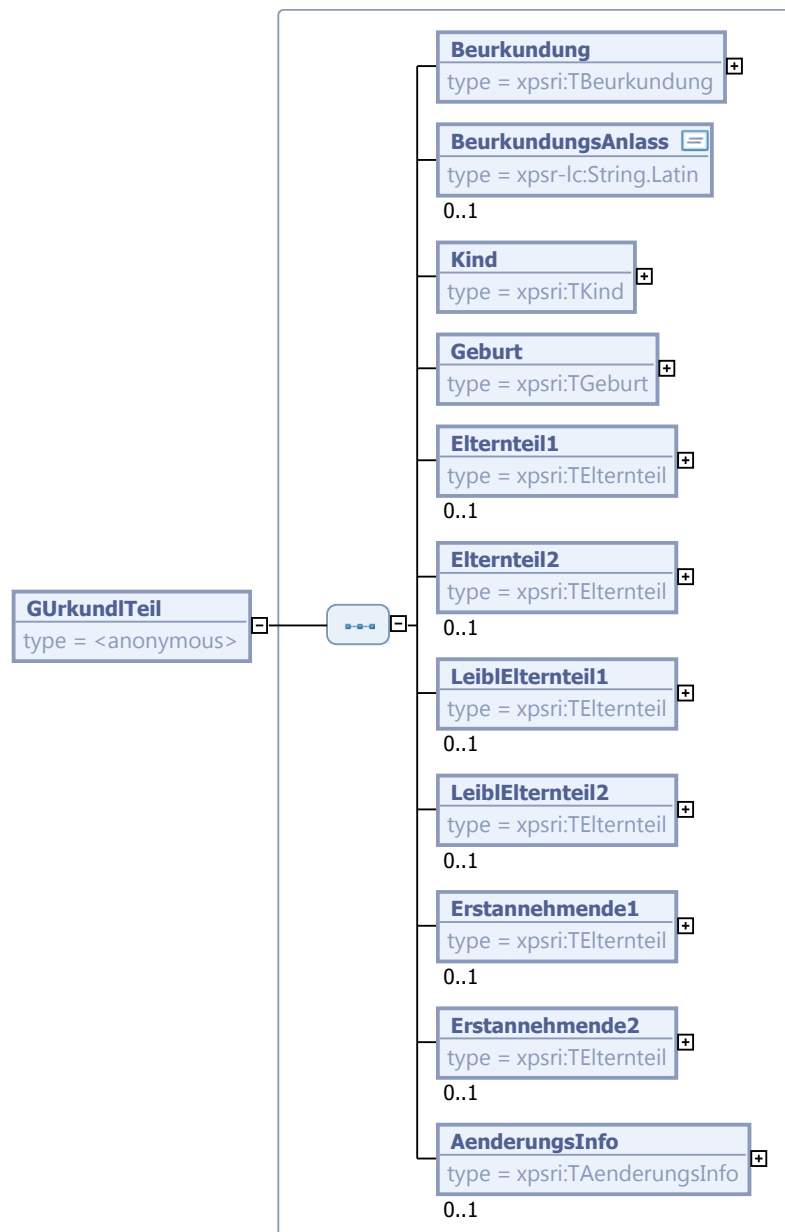 Beurkundung
type = xpsri:TBeurkundung
BeurkundungsAnlass
type = xpsr-lc:String.Latin
0..1
Kind
type = xpsri:TKind
Geburt
type = xpsri:TGeburt
Elternteil1
type = xpsri:TElternteil
0..1
Elternteil2
type = xpsri:TElternteil
0..1
GUrkundlTeil
type = <anonymous>
LeiblElternteil1
type = xpsri:TElternteil
0..1
LeiblElternteil2
type = xpsri:TElternteil
0..1
Erstannehmende1
type = xpsri:TElternteil
0..1
Erstannehmende2
type = xpsri:TElternteil
0..1
AenderungsInfo
type = xpsri:TAenderungsInfo
0..1